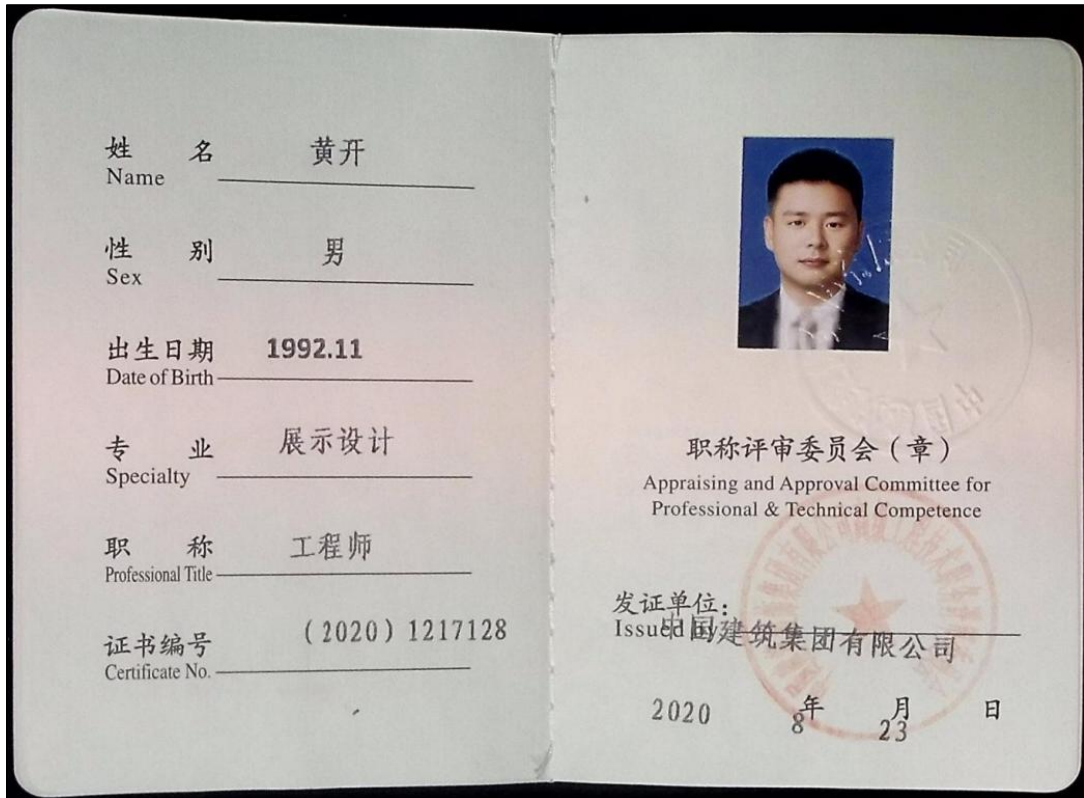 姓 名 黄开
Name
性 别 男
Sex
出生日期 1992.11
Date of Birth
专 业 展示设计
Specialty
职 称 工程师
Professional Title
证书编号 (2020) 1217128
Certificate No.
职称评审委员会（章）
Appraising and Approval Committee for
Professional & Technical Competence
发证单位：
Issued by 中国建筑集团有限公司
2020 年 8 月 23 日